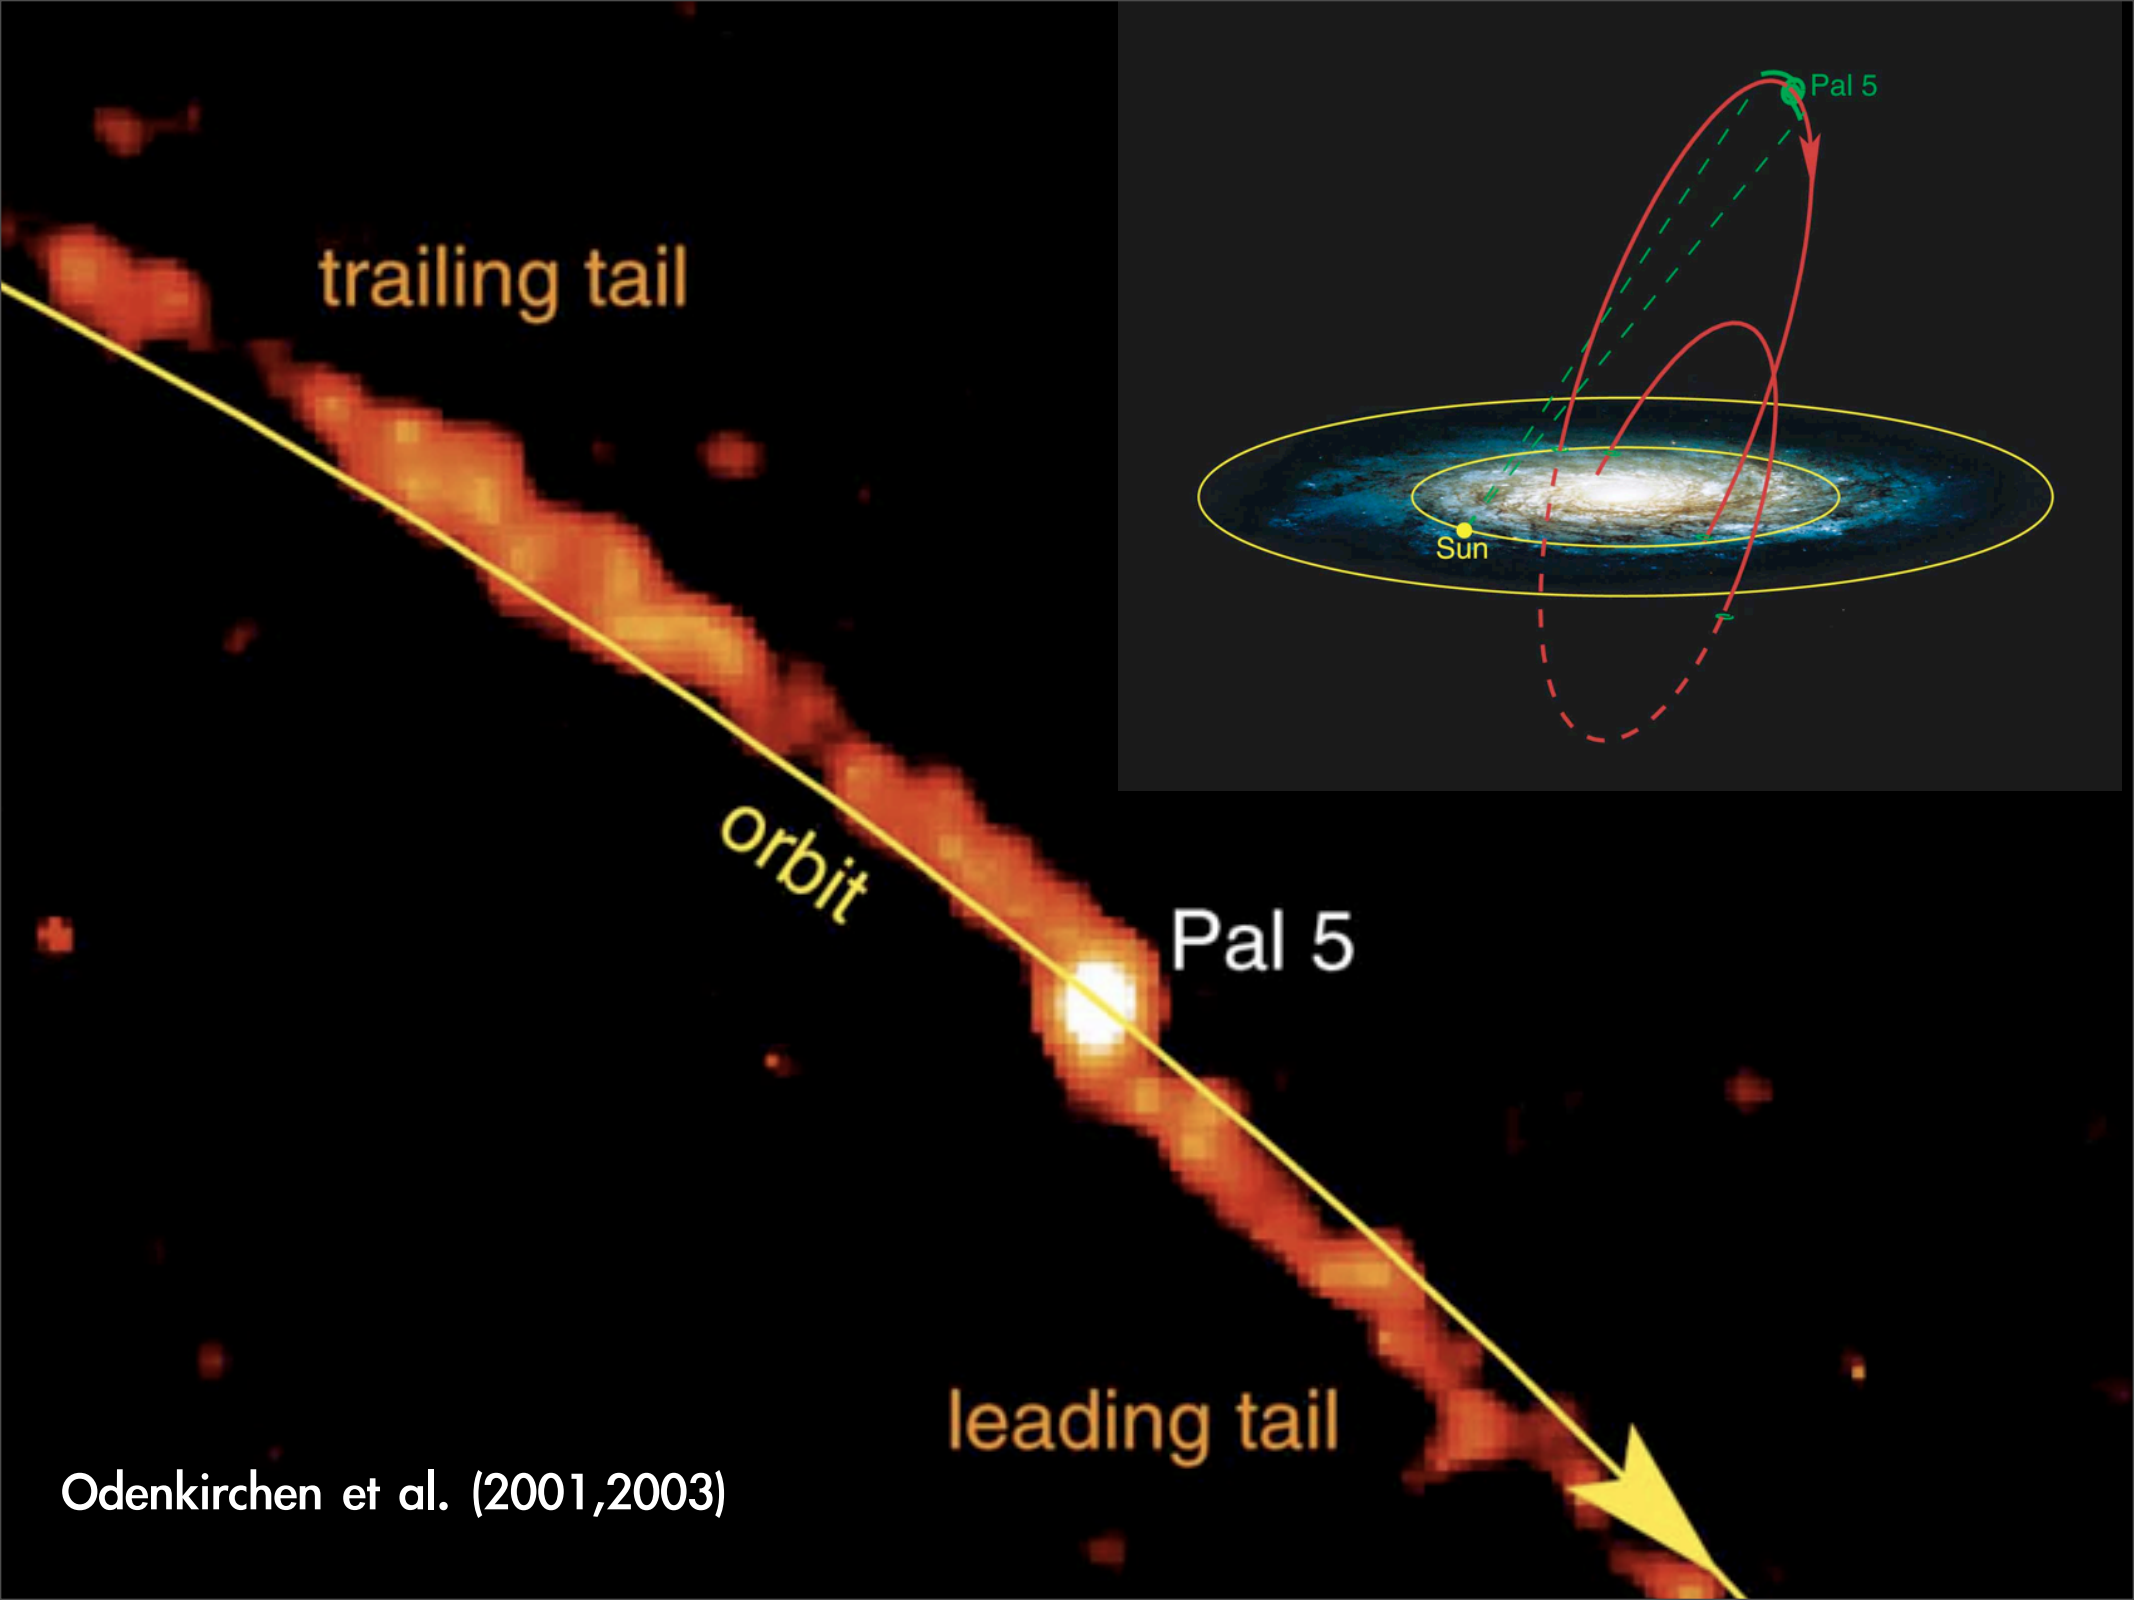 Pal 5
Sun
trailing tail
orbit
Pal 5
leading tail
Odenkirchen et al. (2001,2003)